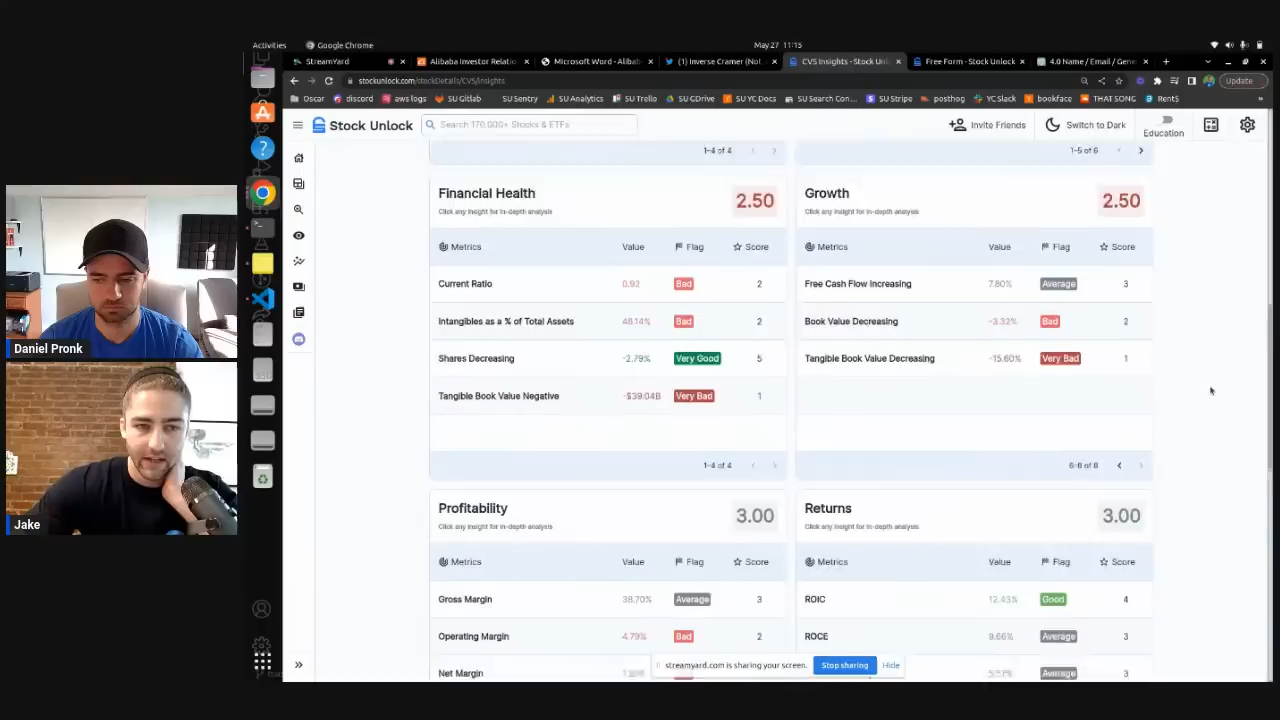 Activities
Google Chrome
May 27 11:15
StreamYard
Alibaba Investor Relatio
Microsoft Word - Alibab
(1) Inverse Cramer (Not
CVS Insights - Stock Unl
Free Form - Stock Unlock
4.0 Name / Email / Gene
stockunlock.com/stockDetails/CVS/insights
Update
Oscar
discord
aws logs
SU Gitlab
SU Sentry
SU Analytics
SU Trello
SU GDrive
SU YC Docs
SU Search Con...
SU Stripe
posthog
YC Slack
bookface
THAT SONG
Rent$
Stock Unlock
Search 170,000+ Stocks & ETFs
Invite Friends
Switch to Dark
Education
1-4 of 4
1-5 of 6
Financial Health
2.50
Click any insight for in-depth analysis
Metrics Value Flag Score
Current Ratio 0.92 Bad 2
Intangibles as a % of Total Assets 48.14% Bad 2
Shares Decreasing -2.79% Very Good 5
Tangible Book Value Negative -$39.04B Very Bad 1
1-4 of 4
Growth
2.50
Click any insight for in-depth analysis
Metrics Value Flag Score
Free Cash Flow Increasing 7.80% Average 3
Book Value Decreasing -3.32% Bad 2
Tangible Book Value Decreasing -15.60% Very Bad 1
6-8 of 8
Profitability
3.00
Click any insight for in-depth analysis
Metrics Value Flag Score
Gross Margin 38.70% Average 3
Operating Margin 4.79% Bad 2
Net Margin
Returns
3.00
Click any insight for in-depth analysis
Metrics Value Flag Score
ROIC 12.43% Good 4
ROCE 9.66% Average 3
Average 3
streamyard.com is sharing your screen.
Stop sharing
Hide
Daniel Pronk
Jake